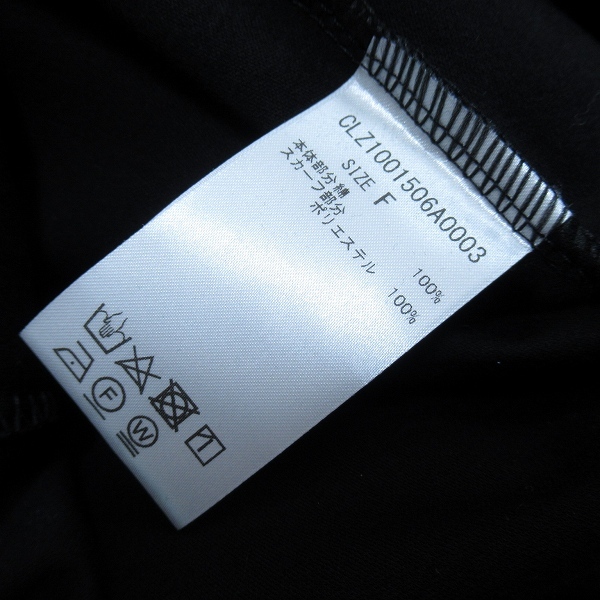 CLZ1001506A0003
SIZE F
本体部分綿 100%
スカーフ部分
ポリエステル 100%
F
W